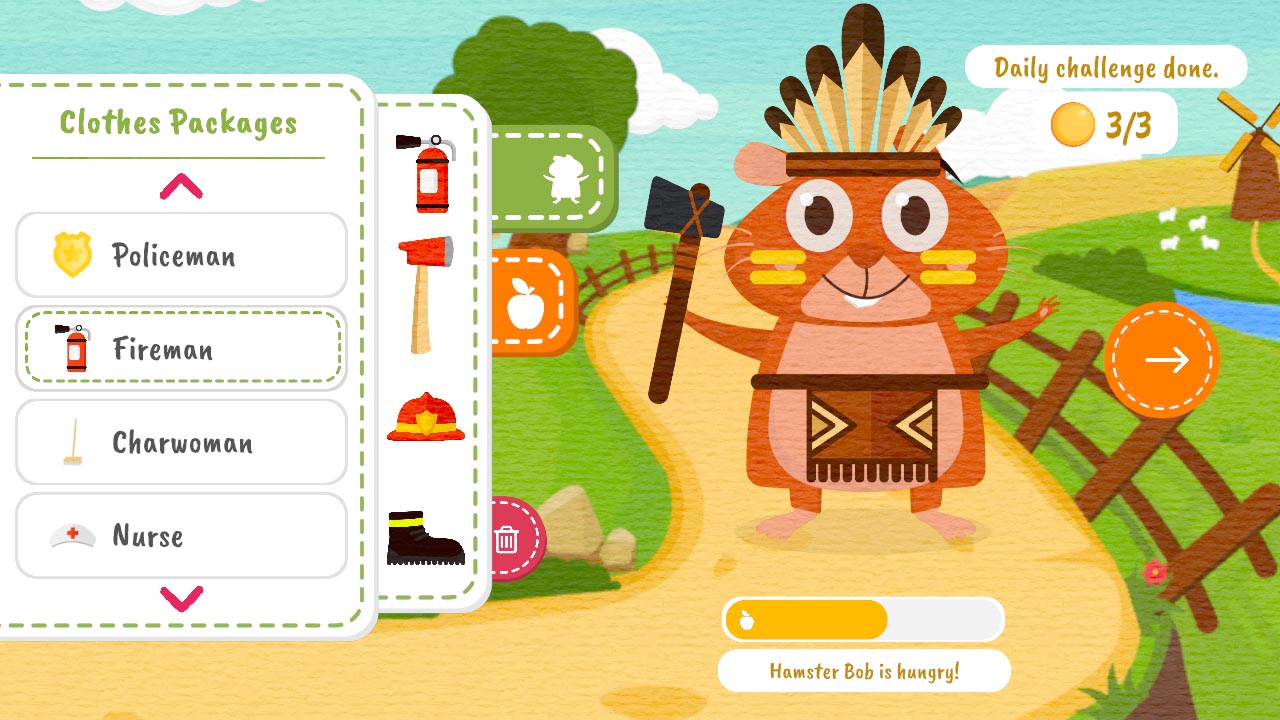 Clothes Packages
Policeman
Fireman
Charwoman
Nurse
Daily challenge done.
3/3
Hamster Bob is hungry!